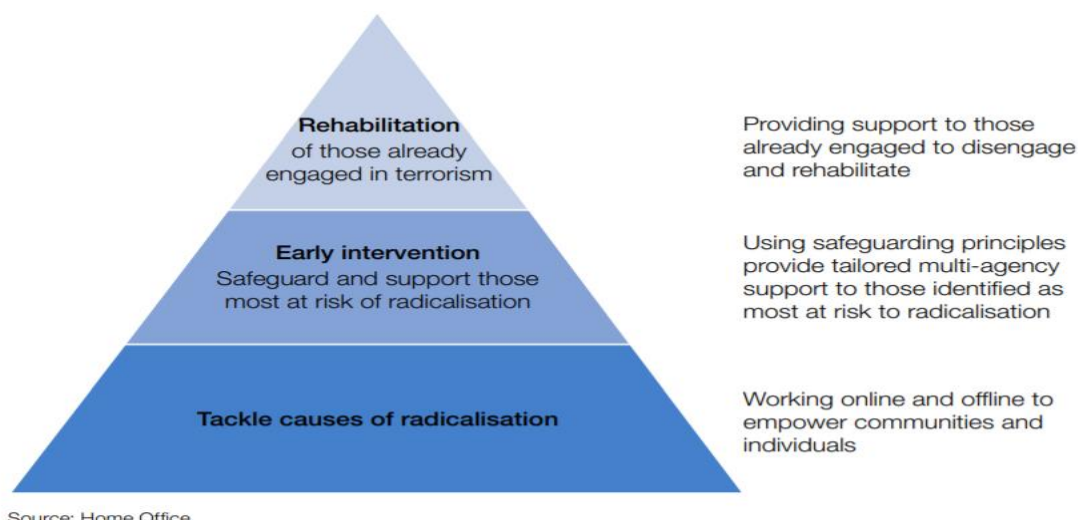 Rehabilitation
of those already
engaged in terrorism
Providing support to those
already engaged to disengage
and rehabilitate
Early intervention
Safeguard and support those
most at risk of radicalisation
Using safeguarding principles
provide tailored multi-agency
support to those identified as
most at risk to radicalisation
Tackle causes of radicalisation
Working online and offline to
empower communities and
individuals
Source: Home Office